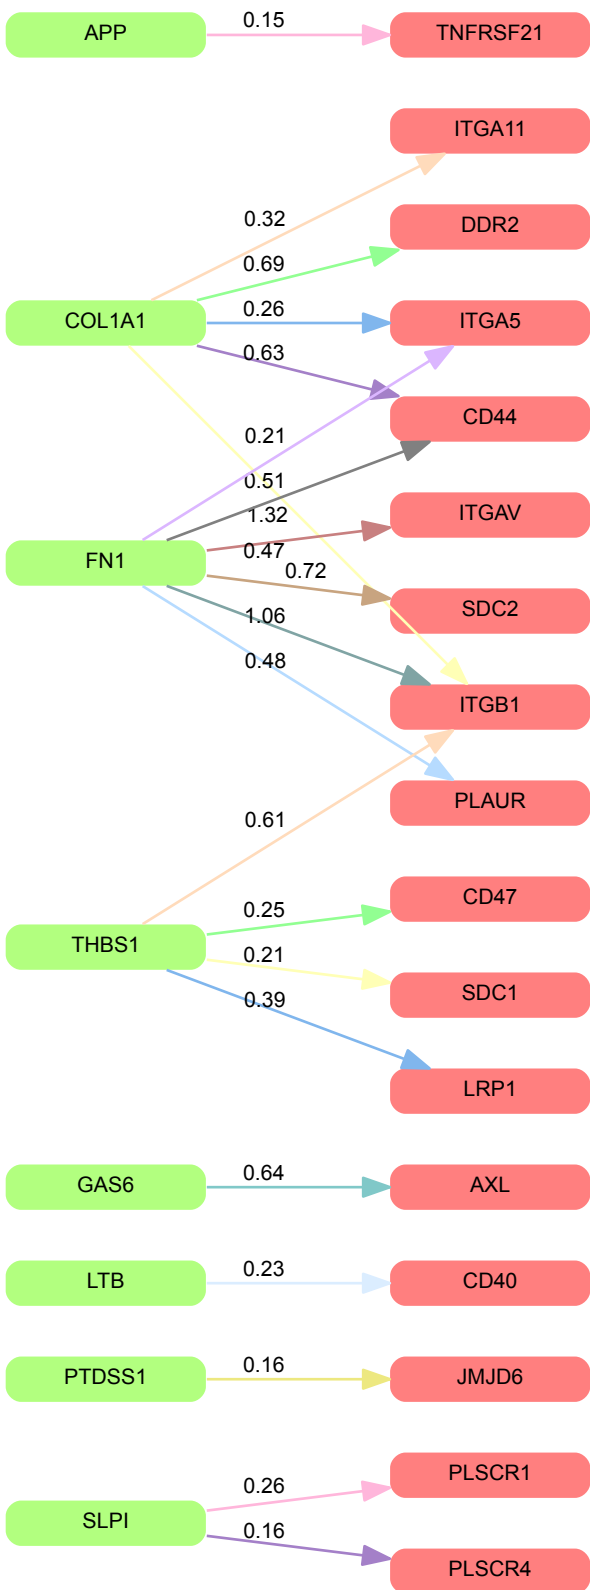 APP
0.15
TNFRSF21
ITGA11
0.32
DDR2
0.69
COL1A1
0.26
ITGA5
0.63
CD44
0.21
0.51
ITGAV
1.32
0.47
FN1
0.72
SDC2
1.06
0.48
ITGB1
PLAUR
0.61
CD47
0.25
THBS1
0.21
SDC1
0.39
LRP1
GAS6
0.64
AXL
LTB
0.23
CD40
PTDSS1
0.16
JMJD6
PLSCR1
0.26
SLPI
0.16
PLSCR4